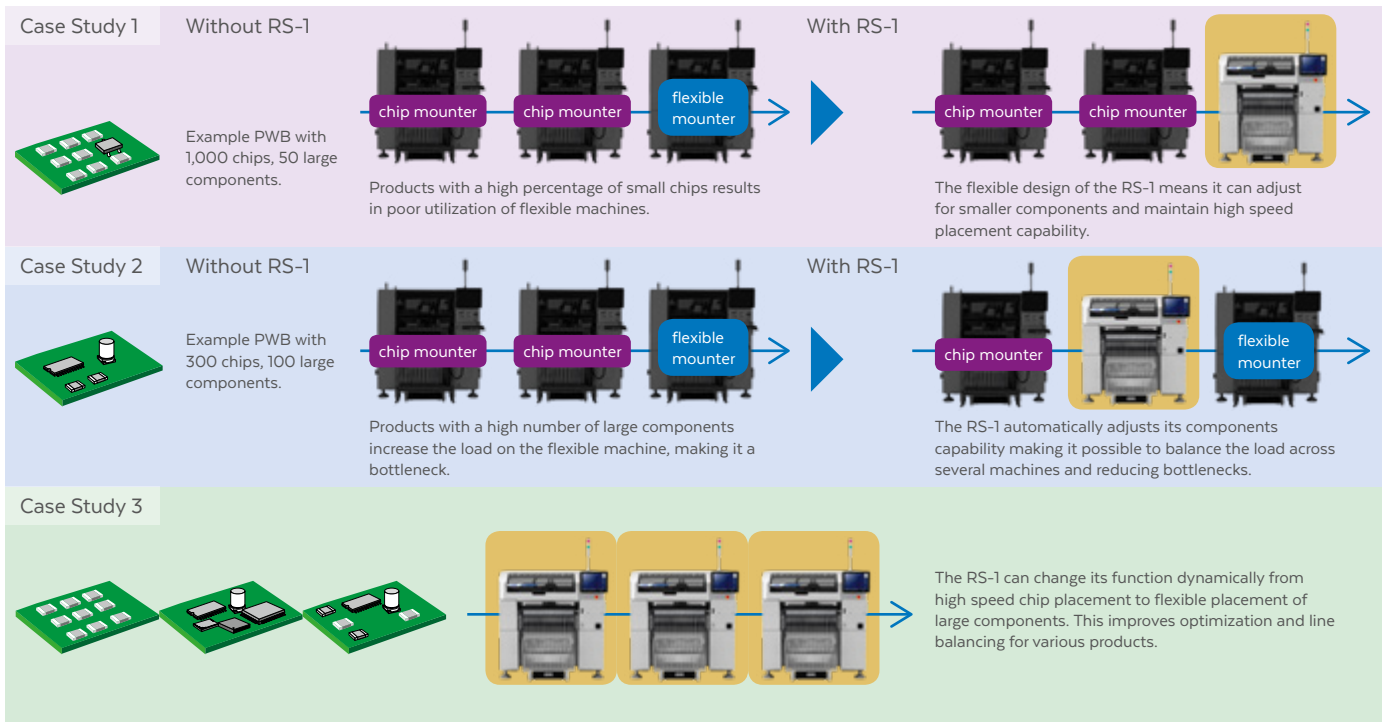 Case Study 1
Without RS-1
With RS-1
Example PWB with
1,000 chips, 50 large
components.
chip mounter
chip mounter
flexible
mounter
Products with a high percentage of small chips results
in poor utilization of flexible machines.
chip mounter
chip mounter
The flexible design of the RS-1 means it can adjust
for smaller components and maintain high speed
placement capability.
Case Study 2
Without RS-1
With RS-1
Example PWB with
300 chips, 100 large
components.
chip mounter
chip mounter
flexible
mounter
Products with a high number of large components
increase the load on the flexible machine, making it a
bottleneck.
chip mounter
flexible
mounter
The RS-1 automatically adjusts its components
capability making it possible to balance the load across
several machines and reducing bottlenecks.
Case Study 3
The RS-1 can change its function dynamically from
high speed chip placement to flexible placement of
large components. This improves optimization and line
balancing for various products.